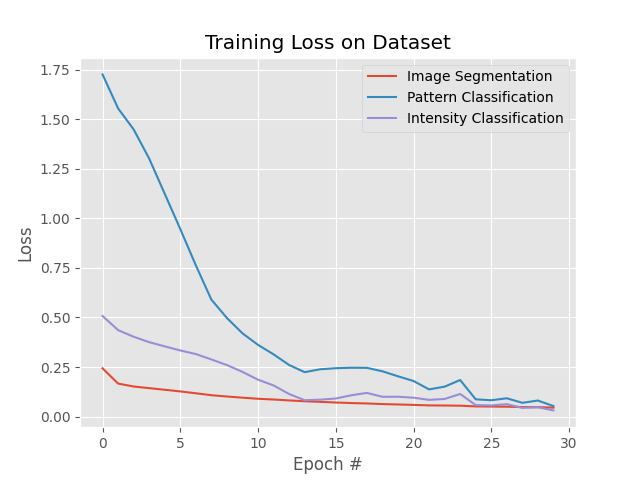 Training Loss on Dataset
Image Segmentation
Pattern Classification
Intensity Classification
Loss
1.75
1.50
1.25
1.00
0.75
0.50
0.25
0.00
0 5 10 15 20 25 30
Epoch #